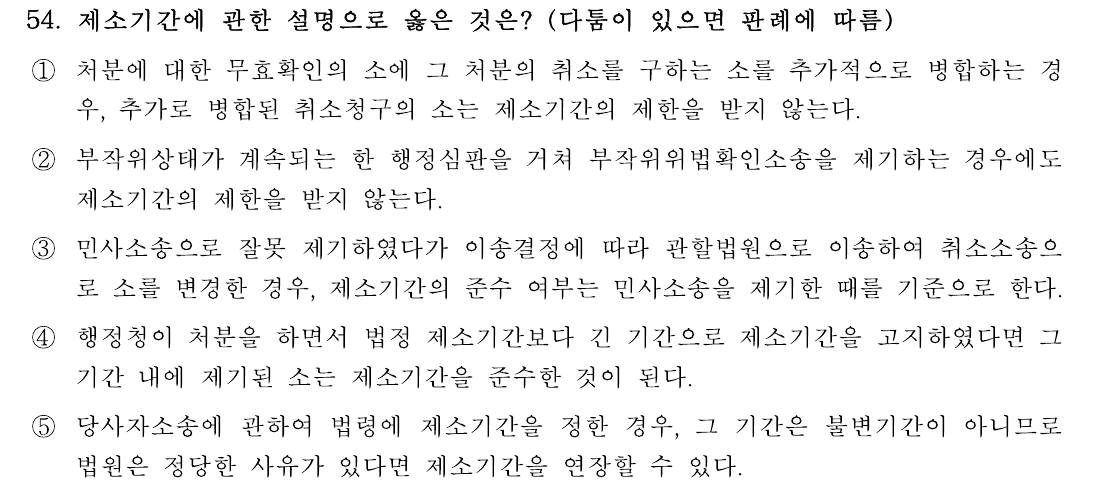 54. 제소기간에 관한 설명으로 옳은 것은? (다툼이 있으면 판례에 따름)
① 처분에 대한 무효확인의 소에 그 처분의 취소를 구하는 소를 추가적으로 병합하는 경
우, 추가로 병합된 취소청구의 소는 제소기간의 제한을 받지 않는다.
② 부작위상태가 계속되는 한 행정심판을 거쳐 부작위위법확인소송을 제기하는 경우에도
제소기간의 제한을 받지 않는다.
③ 민사소송으로 잘못 제기하였다가 이송결정에 따라 관할법원으로 이송하여 취소소송으
로 소를 변경한 경우, 제소기간의 준수 여부는 민사소송을 제기한 때를 기준으로 한다.
④ 행정청이 처분을 하면서 법정 제소기간보다 긴 기간으로 제소기간을 고지하였다면 그
기간 내에 제기된 소는 제소기간을 준수한 것이 된다.
⑤ 당사자소송에 관하여 법령에 제소기간을 정한 경우, 그 기간은 불변기간이 아니므로
법원은 정당한 사유가 있다면 제소기간을 연장할 수 있다.